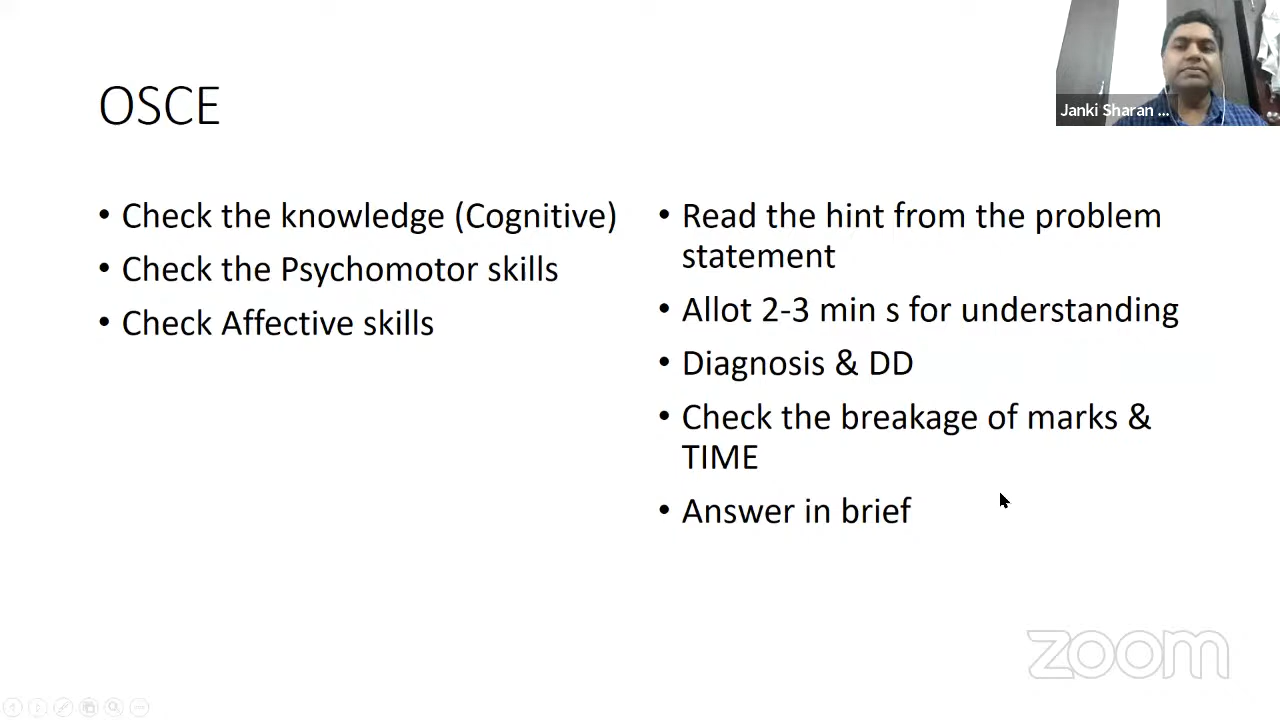 Janki Sharan ...
OSCE
• Check the knowledge (Cognitive)
• Check the Psychomotor skills
• Check Affective skills
• Read the hint from the problem
statement
• Allot 2-3 min s for understanding
• Diagnosis & DD
• Check the breakage of marks &
TIME
• Answer in brief
zoom